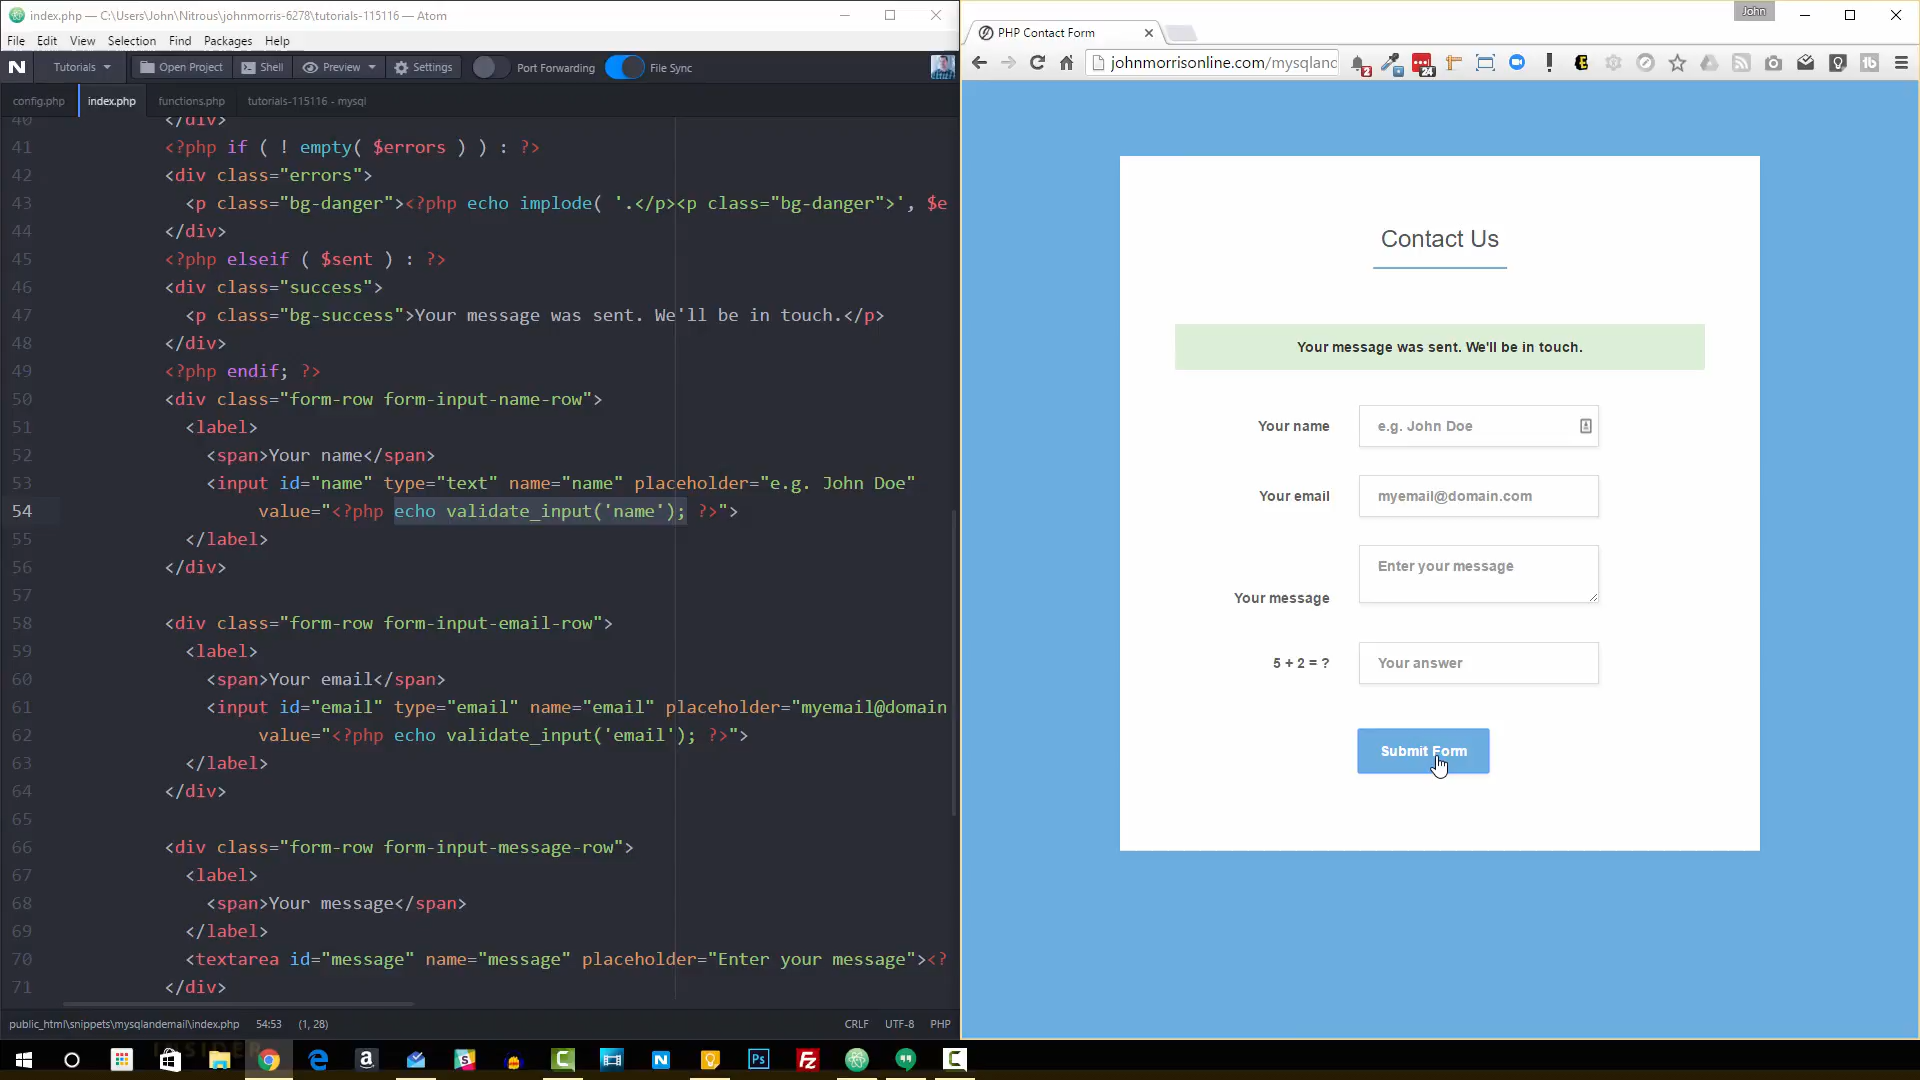 index.php — C:\Users\John\Nitrous\johnmorris-6278\tutorials-115116 — Atom
File Edit View Selection Find Packages Help
N Tutorials Open Project Shell Preview Settings Port Forwarding File Sync
config.php index.php functions.php tutorials-115116 - mysql
40 </div>
41 <?php if ( ! empty( $errors ) ) : ?>
42 <div class="errors">
43 <p class="bg-danger"><?php echo implode( '.</p><p class="bg-danger">', $e
44 </div>
45 <?php elseif ( $sent ) : ?>
46 <div class="success">
47 <p class="bg-success">Your message was sent. We'll be in touch.</p>
48 </div>
49 <?php endif; ?>
50 <div class="form-row form-input-name-row">
51 <label>
52 <span>Your name</span>
53 <input id="name" type="text" name="name" placeholder="e.g. John Doe"
54 value="<?php echo validate_input('name'); ?>">
55 </label>
56 </div>
57
58 <div class="form-row form-input-email-row">
59 <label>
60 <span>Your email</span>
61 <input id="email" type="email" name="email" placeholder="myemail@domain
62 value="<?php echo validate_input('email'); ?>">
63 </label>
64 </div>
65
66 <div class="form-row form-input-message-row">
67 <label>
68 <span>Your message</span>
69 </label>
70 <textarea id="message" name="message" placeholder="Enter your message"><?
71 </div>
public_html\snippets\mysqlandemail\index.php 54:53 (1, 28) CRLF UTF-8 PHP
John
PHP Contact Form
johnmorrisonline.com/mysqlanc
2
24
Contact Us
Your message was sent. We'll be in touch.
Your name e.g. John Doe
Your email myemail@domain.com
Your message Enter your message
5 + 2 = ? Your answer
Submit Form
INSIDER